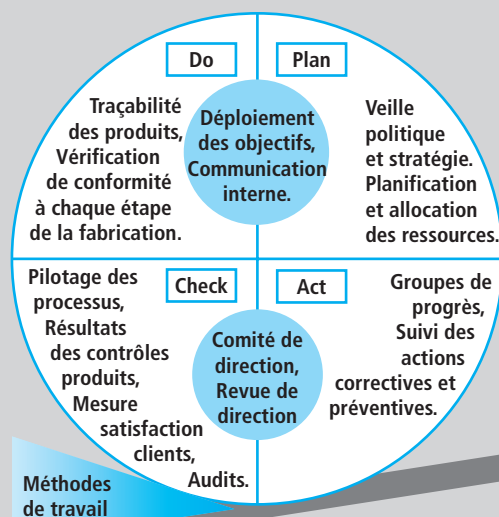 Do
Plan
Traçabilité
des produits,
Vérification
de conformité
à chaque étape
de la fabrication.
Déploiement
des objectifs,
Communication
interne.
Veille
politique
et stratégie.
Planification
et allocation
des ressources.
Check
Act
Pilotage des
processus,
Résultats
des contrôles
produits,
Mesure
satisfaction
clients,
Audits.
Comité de
direction,
Revue de
direction
Groupes de
progrès,
Suivi des
actions
correctives et
préventives.
Méthodes
de travail